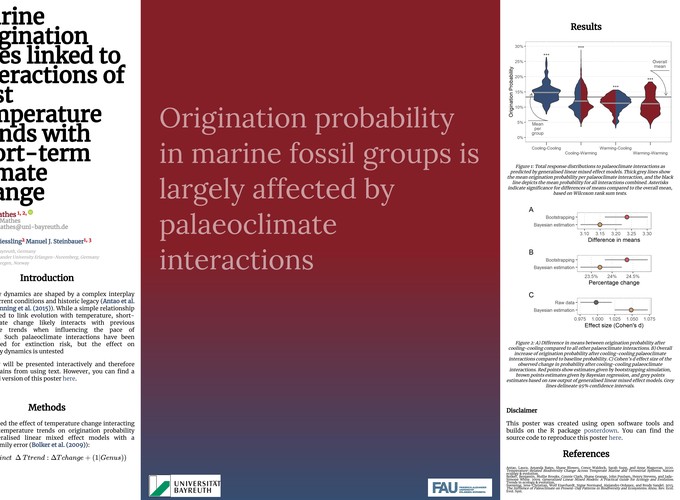 arine
gination
es linked to
eractions of
st
mperature
nds with
ort-term
mate
ange
athes 1, 2,
Mathes
athes@uni-bayreuth.de
iessling³ Manuel J. Steinbauer¹, ³
Introduction
e dynamics are shaped by a complex interplay
rrent conditions and historic legacy (Antao et al.
nning et al. (2015)). While a simple relationship
ed to link evolution with temperature, short-
ate change likely interacts with previous
e trends when influencing the pace of
Such palaeoclimate interactions have been
ted for extinction risk, but the effect on
y dynamics is untested
will be presented interactively and therefore
ains from using text. However, you can find a
version of this poster here.
Methods
ed the effect of temperature change interacting
emperature trends on origination probability
eralised linear mixed effect models with a
mily error (Bolker et al. (2009)):
inct ΔTtrend : ΔTchange + (1|Genus))
Origination probability
in marine fossil groups is
largely affected by
palaeoclimate
interactions
UNIVERSITÄT
BAYREUTH
FAU
Results
Origination Probability
30%
25%
20%
15%
10%
5%
0%
***
***
***
***
Overall
mean
Mean
per
group
Cooling-Cooling
Cooling-Warming
Warming-Cooling
Warming-Warming
Figure 1: Total response distributions to palaeoclimate interactions as
predicted by generalised linear mixed effect models. Thick grey lines show
the mean origination probability per palaeoclimate interaction, and the black
line depicts the mean probability for all interactions combined. Asterisks
indicate significance for differences of means compared to the overall mean,
based on Wilcoxon rank sum tests.
A
Bootstrapping
Bayesian estimation
3.10 3.15 3.20 3.25 3.30
Difference in means
B
Bootstrapping
Bayesian estimation
23.5% 24% 24.5%
Percentage change
C
Raw data
Bayesian estimation
0.975 1.000 1.025 1.050 1.075
Effect size (Cohen's d)
Figure 2: A) Difference in means between origination probability after
cooling-cooling compared to all other palaeoclimate interactions. B) Overall
increase of origination probability after cooling-cooling palaeoclimate
interactions compared to baseline probability. C) Cohen's d effect size of the
observed change in probability after cooling-cooling palaeoclimate
interactions. Red points show estimates given by bootstrapping simulation,
brown points estimates given by Bayesian regression, and grey points
estimates based on raw output of generalised linear mixed effect models. Grey
lines delineate 95% confidence intervals.
Disclaimer
This poster was created using open software tools and
builds on the R package posterdown. You can find the
source code to reproduce this poster here.
References